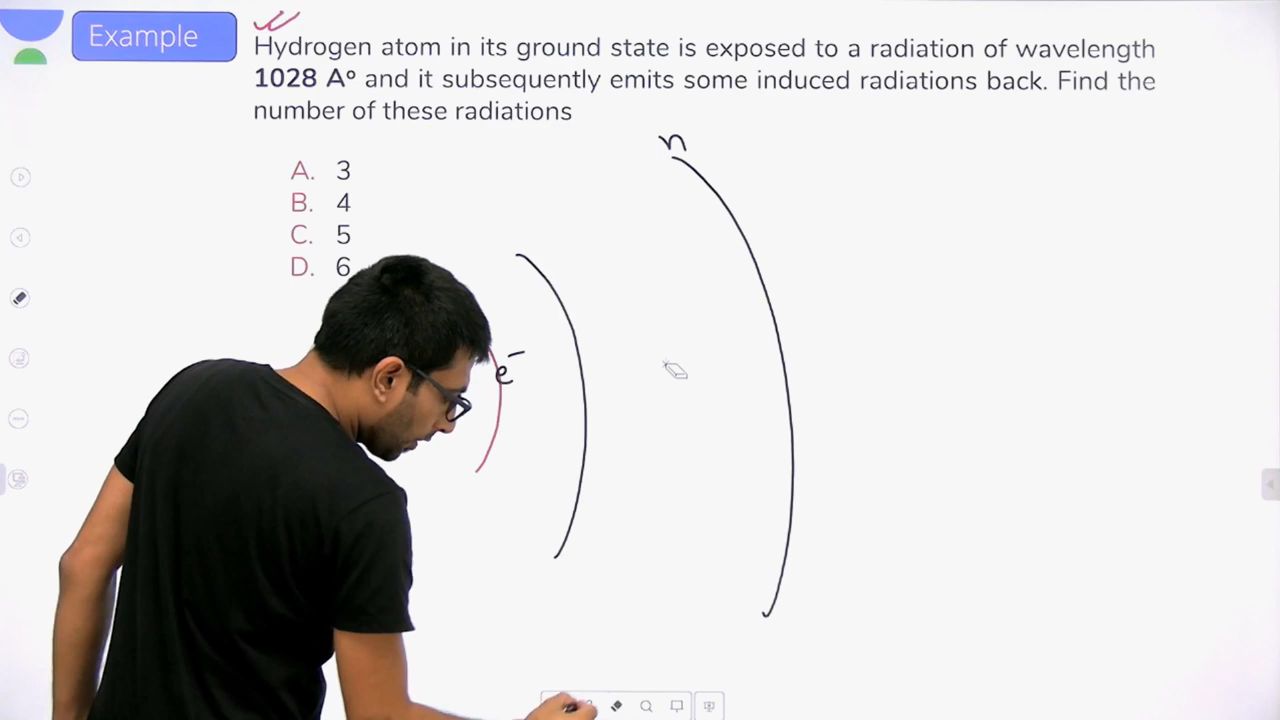 Example
Hydrogen atom in its ground state is exposed to a radiation of wavelength
1028 Aº and it subsequently emits some induced radiations back. Find the
number of these radiations
A. 3
B. 4
C. 5
D. 6
n
e⁻